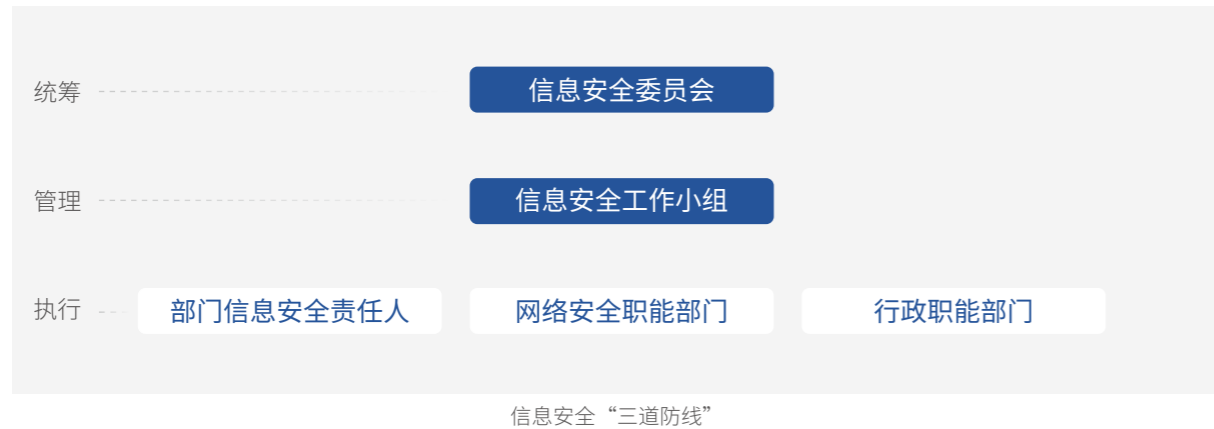 统筹 信息安全委员会
管理 信息安全工作小组
执行 部门信息安全责任人 网络安全职能部门 行政职能部门
信息安全“三道防线”